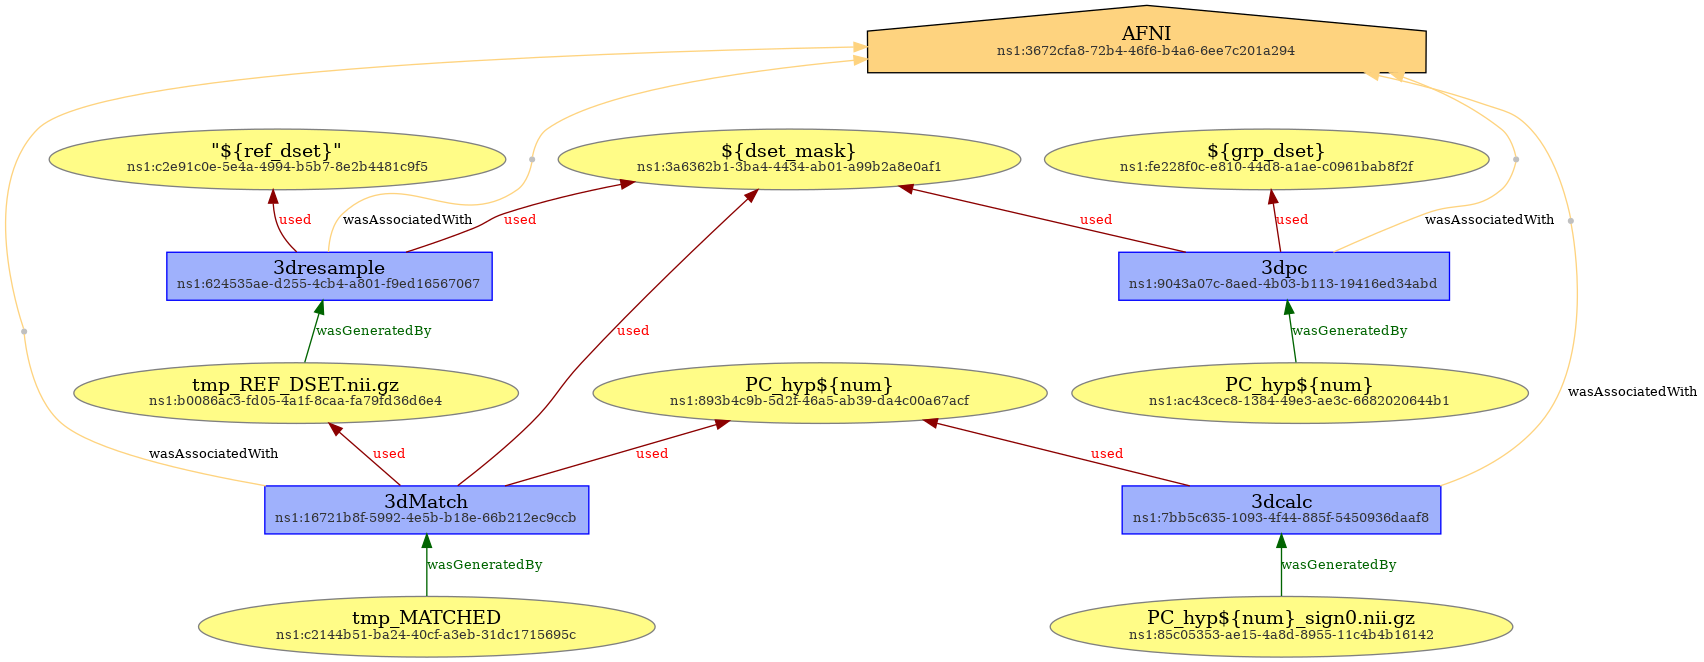 AFNI
ns1:3672cfa8-72b4-46f6-b4a6-6ee7c201a294
"${ref_dset}"
ns1:c2e91c0e-5e4a-4994-b5b7-8e2b4481c9f5
${dset_mask}
ns1:3a6362b1-3ba4-4434-ab01-a99b2a8e0af1
${grp_dset}
ns1:fe228f0c-e810-44d8-a1ae-c0961bab8f2f
used
wasAssociatedWith
used
used
used
wasAssociatedWith
3dresample
ns1:624535ae-d255-4cb4-a801-f9ed16567067
3dpc
ns1:9043a07c-8aed-4b03-b113-19416ed34abd
wasGeneratedBy
used
wasGeneratedBy
tmp_REF_DSET.nii.gz
ns1:b0086ac3-fd05-4a1f-8caa-fa79fd36d6e4
PC_hyp${num}
ns1:893b4c9b-5d2f-46a5-ab39-da4c00a67acf
PC_hyp${num}
ns1:ac43cec8-1384-49e3-ae3c-6682020644b1
wasAssociatedWith
wasAssociatedWith
used
used
used
3dMatch
ns1:16721b8f-5992-4e5b-b18e-66b212ec9ccb
3dcalc
ns1:7bb5c635-1093-4f44-885f-5450936daaf8
wasGeneratedBy
wasGeneratedBy
tmp_MATCHED
ns1:c2144b51-ba24-40cf-a3eb-31dc1715695c
PC_hyp${num}_sign0.nii.gz
ns1:85c05353-ae15-4a8d-8955-11c4b4b16142